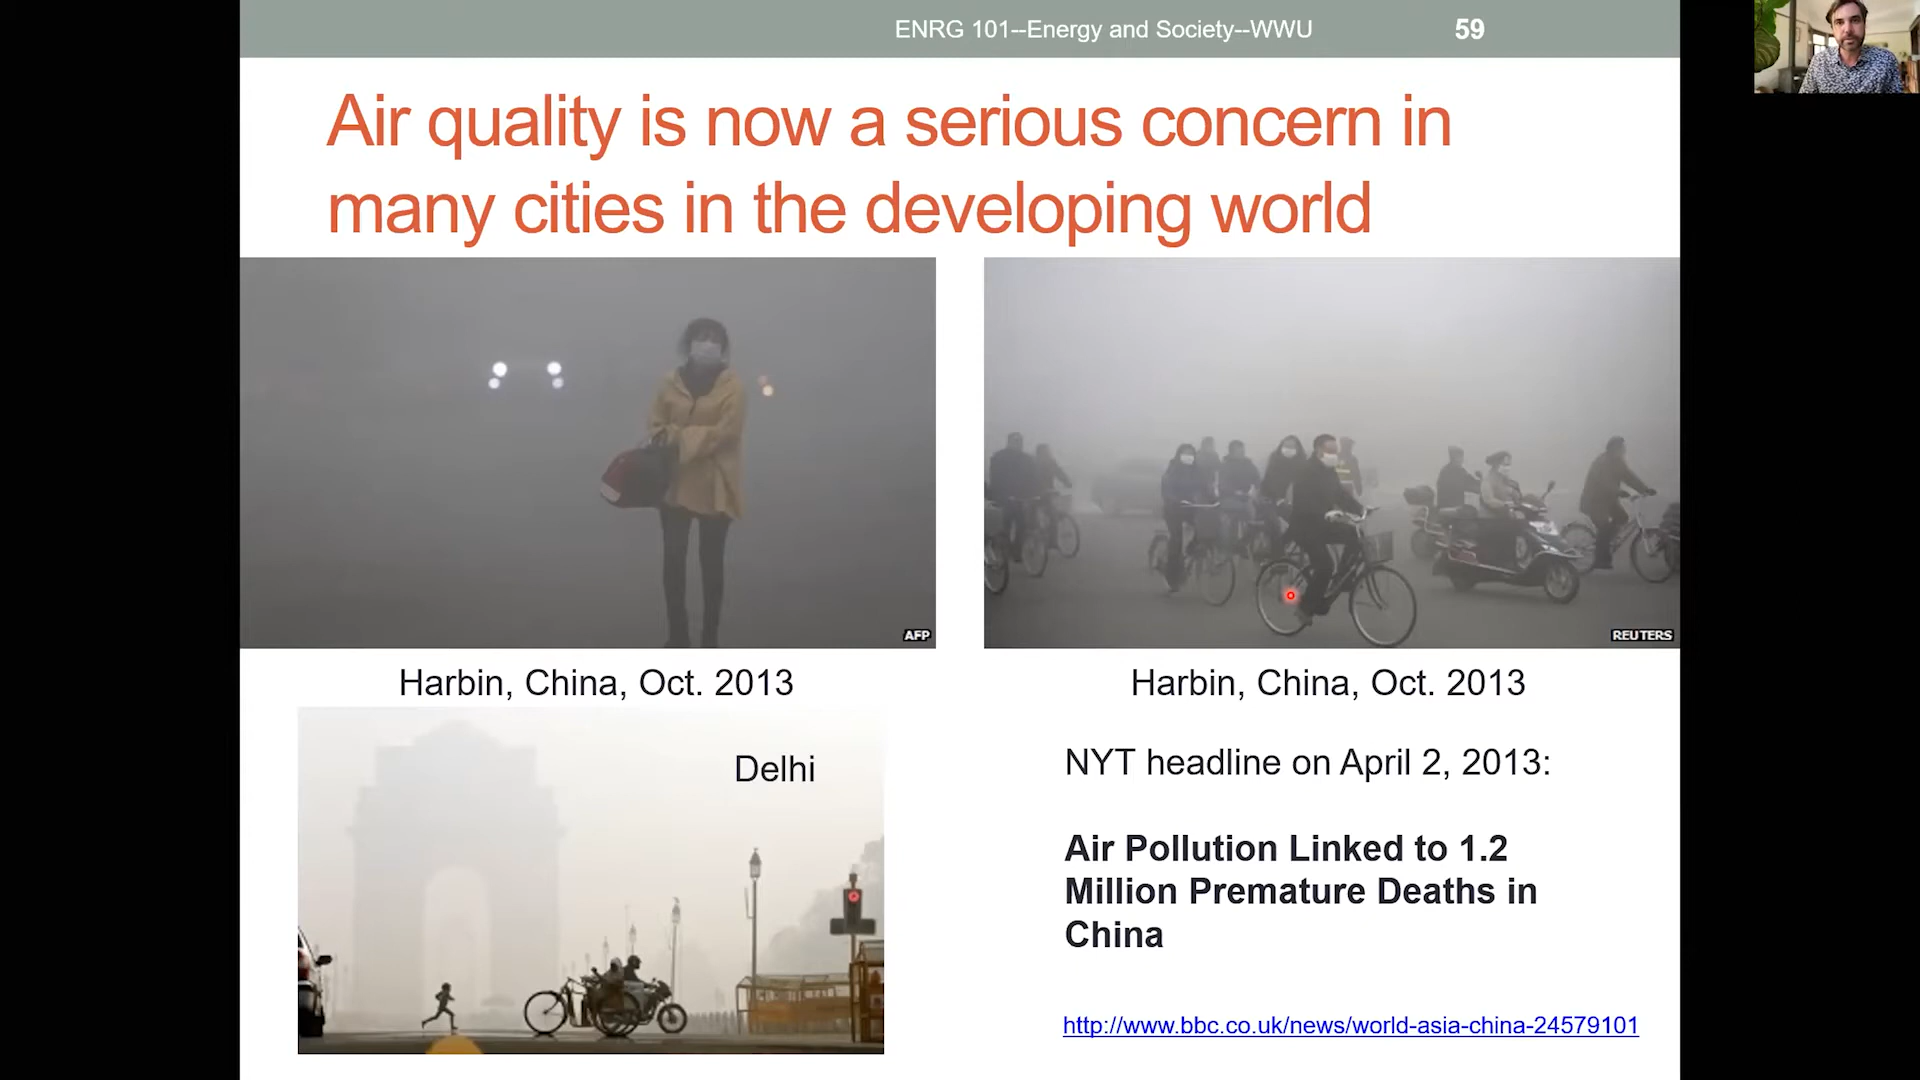 ENRG 101--Energy and Society--WWU
59
Air quality is now a serious concern in
many cities in the developing world
AFP
REUTERS
Harbin, China, Oct. 2013
Harbin, China, Oct. 2013
Delhi
NYT headline on April 2, 2013:
Air Pollution Linked to 1.2
Million Premature Deaths in
China
http://www.bbc.co.uk/news/world-asia-china-24579101